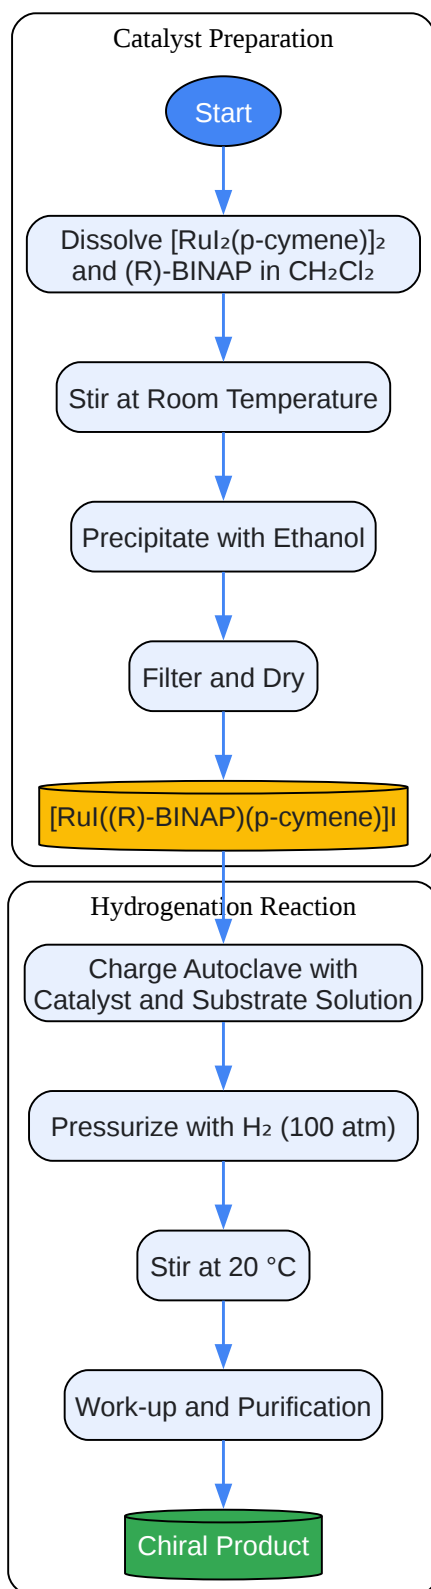 Catalyst Preparation
Start
Dissolve [RuI₂(p-cymene)]₂
and (R)-BINAP in CH₂Cl₂
Stir at Room Temperature
Precipitate with Ethanol
Filter and Dry
[RuI((R)-BINAP)(p-cymene)]I
Hydrogenation Reaction
Charge Autoclave with
Catalyst and Substrate Solution
Pressurize with H₂ (100 atm)
Stir at 20 °C
Work-up and Purification
Chiral Product